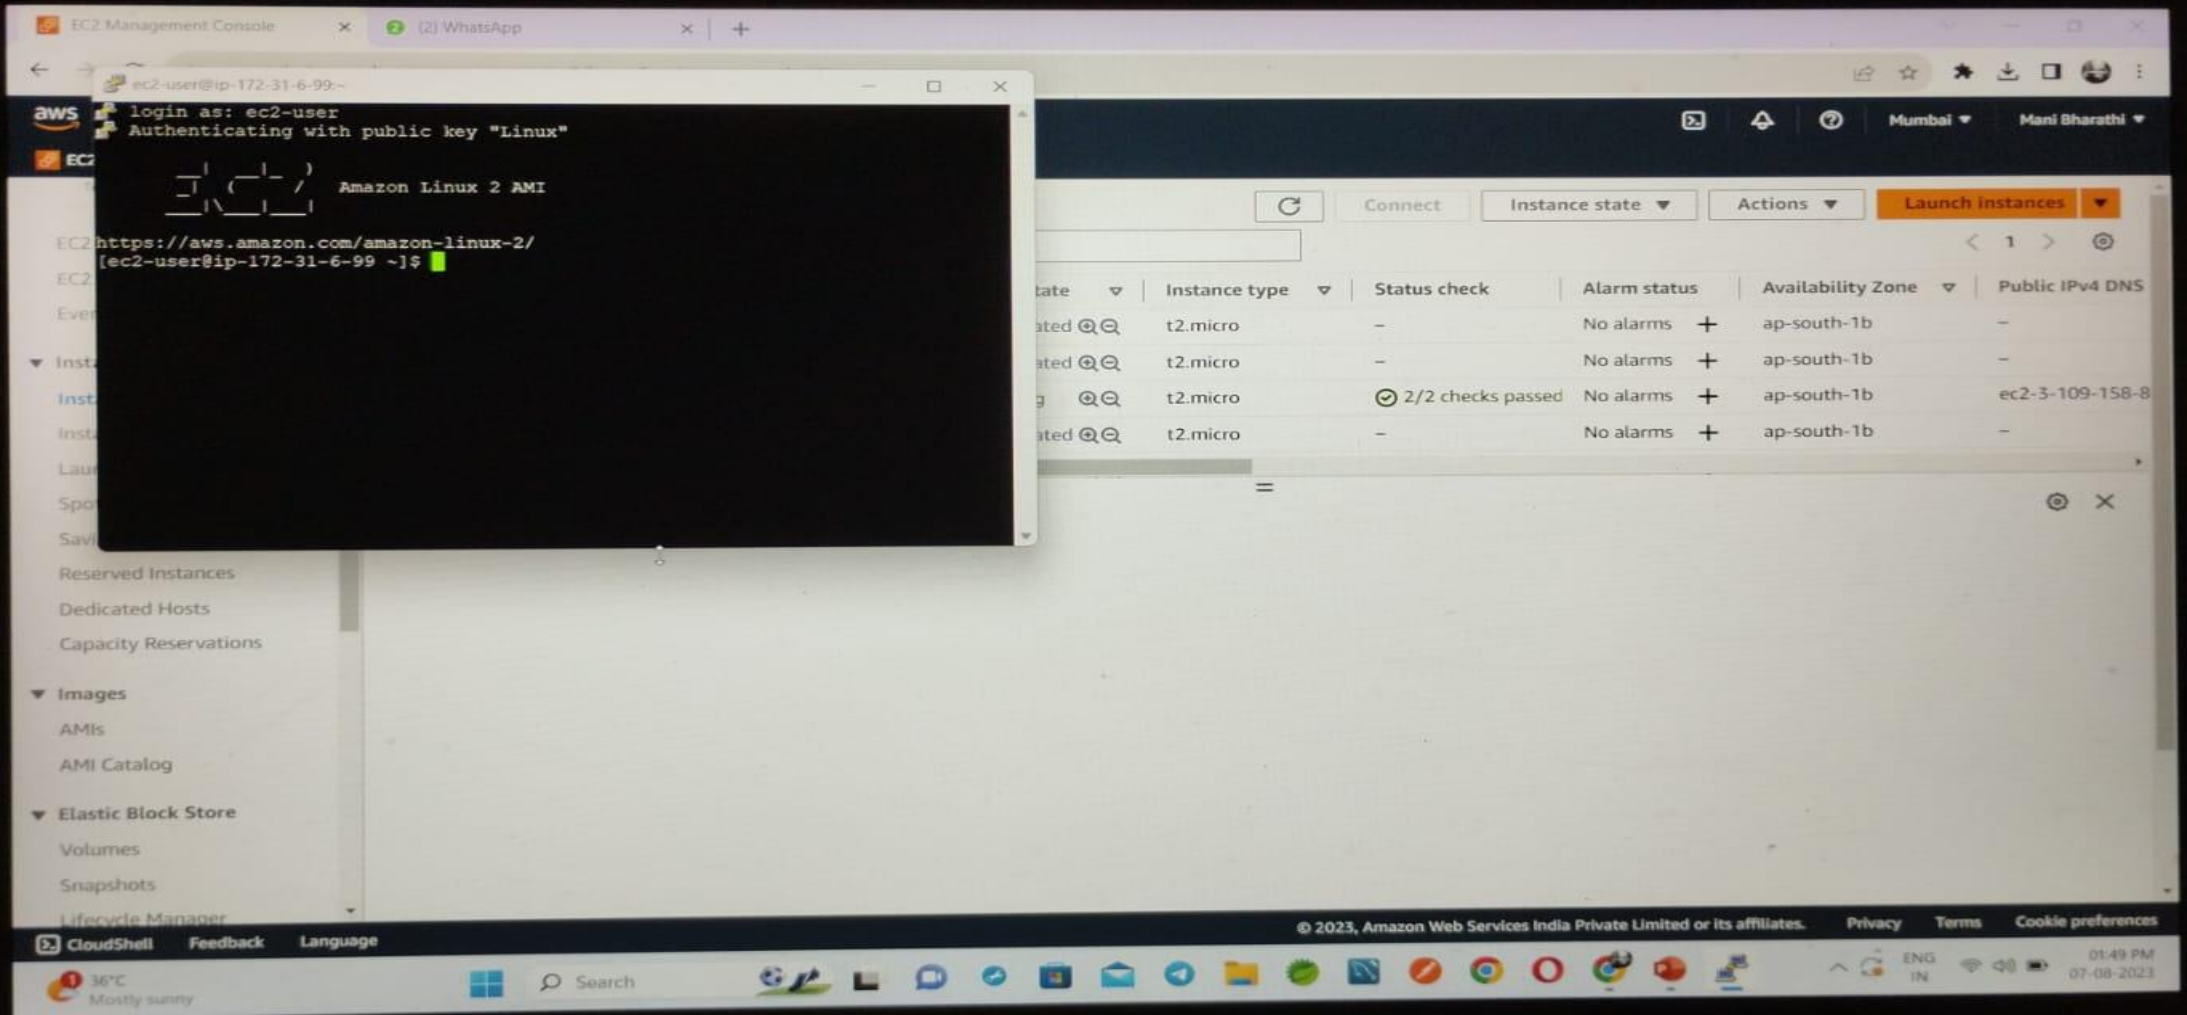 EC2 Management Console
(2) WhatsApp
ec2-user@ip-172-31-6-99:~
login as: ec2-user
Authenticating with public key "Linux"
Amazon Linux 2 AMI
https://aws.amazon.com/amazon-linux-2/
[ec2-user@ip-172-31-6-99 ~]$
aws
Mumbai
Mani Bharathi
EC2
Connect
Instance state
Actions
Launch instances
1
Instance type
Status check
Alarm status
Availability Zone
Public IPv4 DNS
t2.micro – No alarms + ap-south-1b –
t2.micro – No alarms + ap-south-1b –
t2.micro 2/2 checks passed No alarms + ap-south-1b ec2-3-109-158-8
t2.micro – No alarms + ap-south-1b –
Reserved Instances
Dedicated Hosts
Capacity Reservations
Images
AMIs
AMI Catalog
Elastic Block Store
Volumes
Snapshots
Lifecycle Manager
© 2023, Amazon Web Services India Private Limited or its affiliates.
Privacy
Terms
Cookie preferences
CloudShell
Feedback
Language
36°C
Mostly sunny
Search
ENG
IN
01:49 PM
07-08-2023